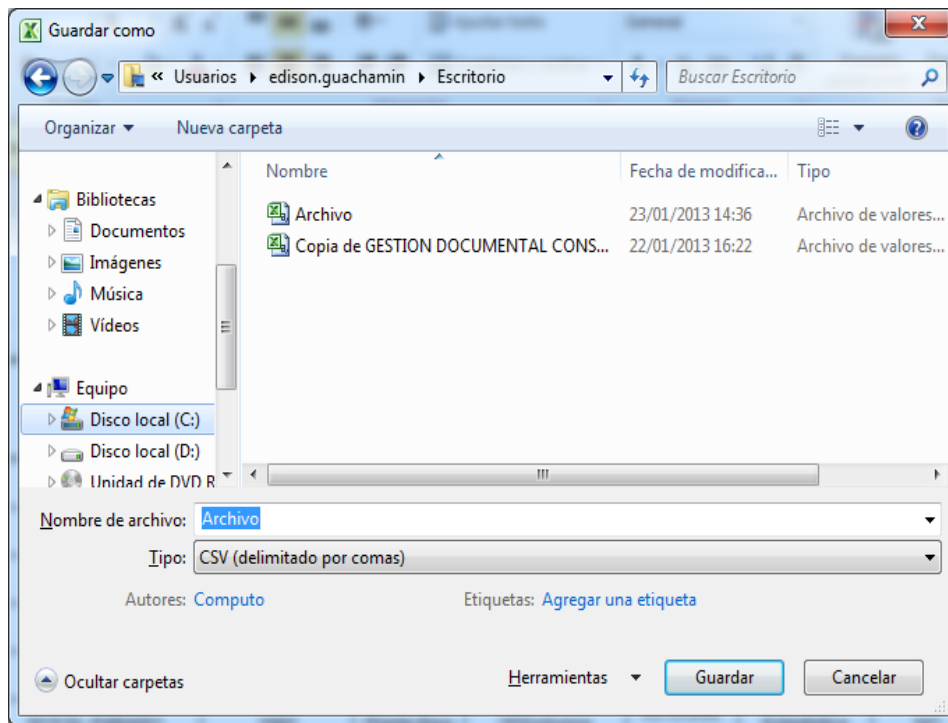 Guardar como
« Usuarios ▸ edison.guachamin ▸ Escritorio
Buscar Escritorio
Organizar ▾ Nueva carpeta
Nombre Fecha de modifica... Tipo
Bibliotecas
Documentos
Imágenes
Música
Vídeos
Equipo
Disco local (C:)
Disco local (D:)
Unidad de DVD R
Archivo 23/01/2013 14:36 Archivo de valores...
Copia de GESTION DOCUMENTAL CONS... 22/01/2013 16:22 Archivo de valores...
Nombre de archivo: Archivo
Tipo: CSV (delimitado por comas)
Autores: Computo Etiquetas: Agregar una etiqueta
Ocultar carpetas Herramientas ▾ Guardar Cancelar